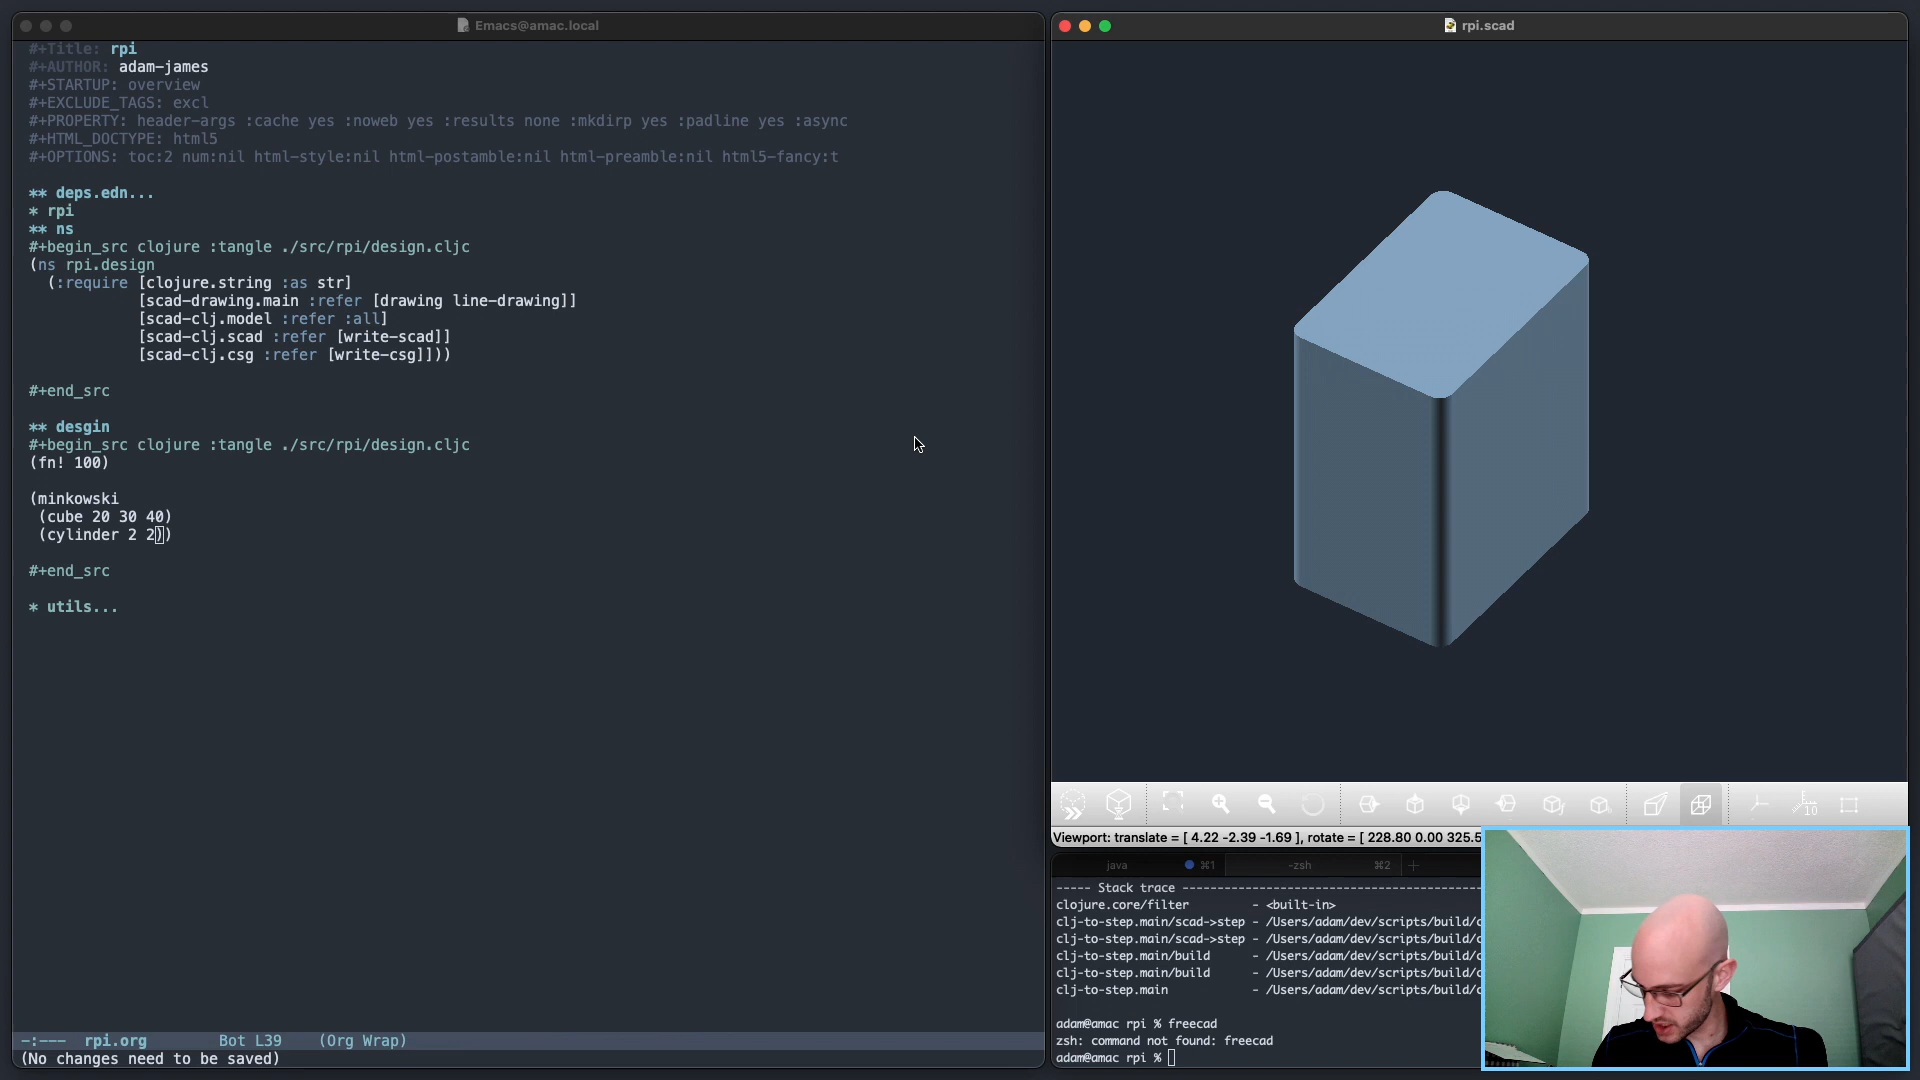 Emacs@amac.local
#+Title: rpi
#+AUTHOR: adam-james
#+STARTUP: overview
#+EXCLUDE_TAGS: excl
#+PROPERTY: header-args :cache yes :noweb yes :results none :mkdirp yes :padline yes :async
#+HTML_DOCTYPE: html5
#+OPTIONS: toc:2 num:nil html-style:nil html-postamble:nil html-preamble:nil html5-fancy:t
** deps.edn...
* rpi
** ns
#+begin_src clojure :tangle ./src/rpi/design.cljc
(ns rpi.design
(:require [clojure.string :as str]
[scad-drawing.main :refer [drawing line-drawing]]
[scad-clj.model :refer :all]
[scad-clj.scad :refer [write-scad]]
[scad-clj.csg :refer [write-csg]]))
#+end_src
** desgin
#+begin_src clojure :tangle ./src/rpi/design.cljc
(fn! 100)
(minkowski
(cube 20 30 40)
(cylinder 2 2))
#+end_src
* utils...
-:--- rpi.org Bot L39 (Org Wrap)
(No changes need to be saved)
rpi.scad
10
Viewport: translate = [ 4.22 -2.39 -1.69 ], rotate = [ 228.80 0.00 325.5
java ⌘1 -zsh ⌘2 +
----- Stack trace --------------------------------------------
clojure.core/filter - <built-in>
clj-to-step.main/scad->step - /Users/adam/dev/scripts/build/c
clj-to-step.main/scad->step - /Users/adam/dev/scripts/build/c
clj-to-step.main/build - /Users/adam/dev/scripts/build/c
clj-to-step.main/build - /Users/adam/dev/scripts/build/c
clj-to-step.main - /Users/adam/dev/scripts/build/c
adam@amac rpi % freecad
zsh: command not found: freecad
adam@amac rpi %